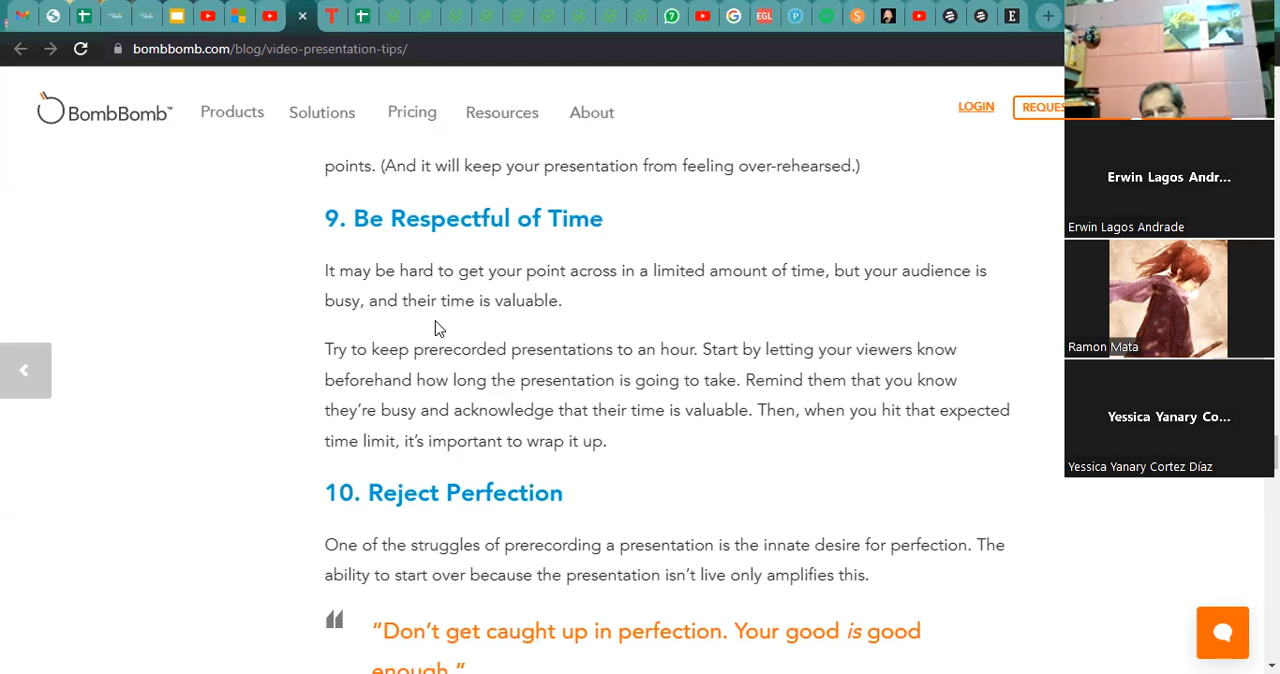 bombbomb.com/blog/video-presentation-tips/
BombBomb™ Products Solutions Pricing Resources About LOGIN REQUES
points. (And it will keep your presentation from feeling over-rehearsed.)
9. Be Respectful of Time
It may be hard to get your point across in a limited amount of time, but your audience is
busy, and their time is valuable.
Try to keep prerecorded presentations to an hour. Start by letting your viewers know
beforehand how long the presentation is going to take. Remind them that you know
they’re busy and acknowledge that their time is valuable. Then, when you hit that expected
time limit, it’s important to wrap it up.
10. Reject Perfection
One of the struggles of prerecording a presentation is the innate desire for perfection. The
ability to start over because the presentation isn’t live only amplifies this.
“Don’t get caught up in perfection. Your good is good
enough.”
Erwin Lagos Andr...
Erwin Lagos Andrade
Ramon Mata
Yessica Yanary Co...
Yessica Yanary Cortez Díaz